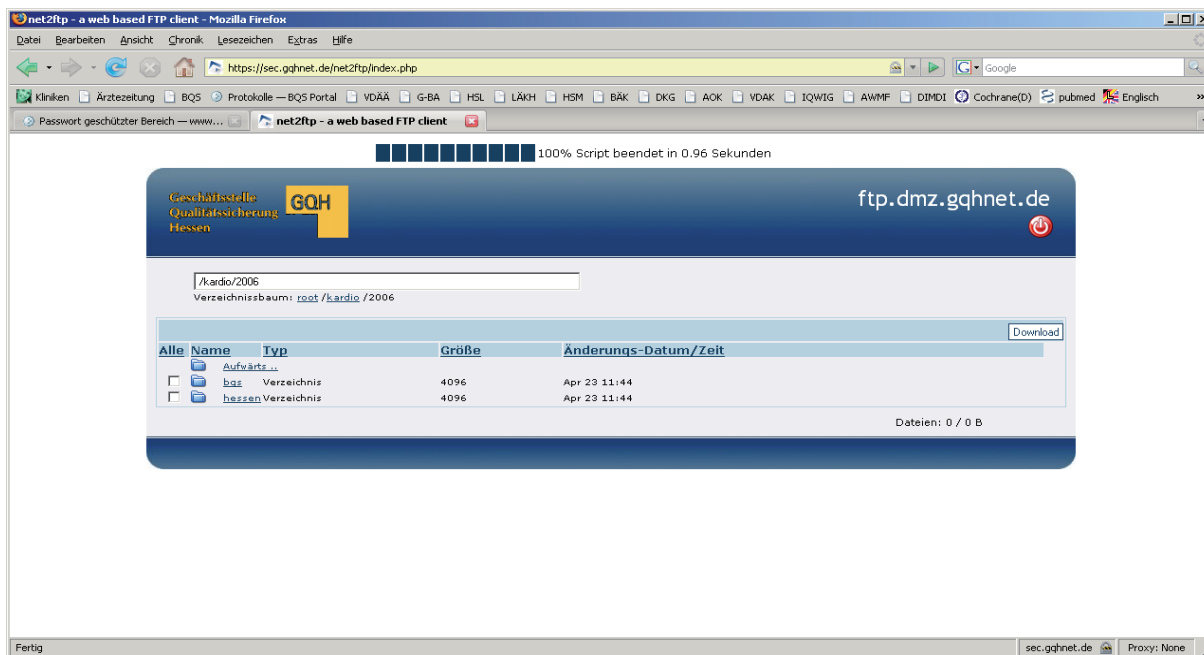 net2ftp - a web based FTP client - Mozilla Firefox
Datei Bearbeiten Ansicht Chronik Lesezeichen Extras Hilfe
https://sec.gqhnet.de/net2ftp/index.php
G Google
Kliniken Ärztezeitung BQS Protokolle — BQS Portal VDÄÄ G-BA HSL LÄKH HSM BÄK DKG AOK VDAK IQWIG AWMF DIMDI Cochrane(D) pubmed Englisch »
Passwort geschützter Bereich — www... net2ftp - a web based FTP client
100% Script beendet in 0.96 Sekunden
Geschäftsstelle
Qualitätssicherung
Hessen
GQH
ftp.dmz.gqhnet.de
/kardio/2006
Verzeichnissbaum: root /kardio /2006
Download
Alle Name Typ Größe Änderungs-Datum/Zeit
Aufwärts ..
bqs Verzeichnis 4096 Apr 23 11:44
hessen Verzeichnis 4096 Apr 23 11:44
Dateien: 0 / 0 B
Fertig sec.gqhnet.de Proxy: None